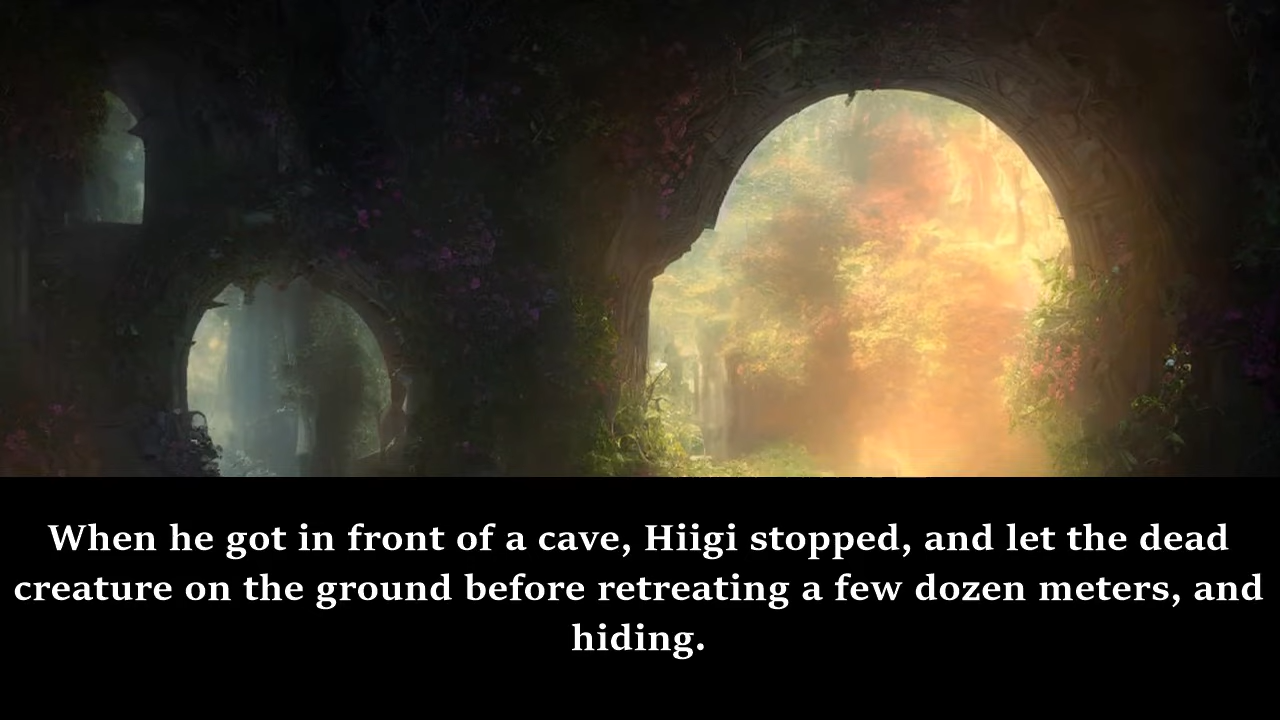 When he got in front of a cave, Hiigi stopped, and let the dead
creature on the ground before retreating a few dozen meters, and
hiding.